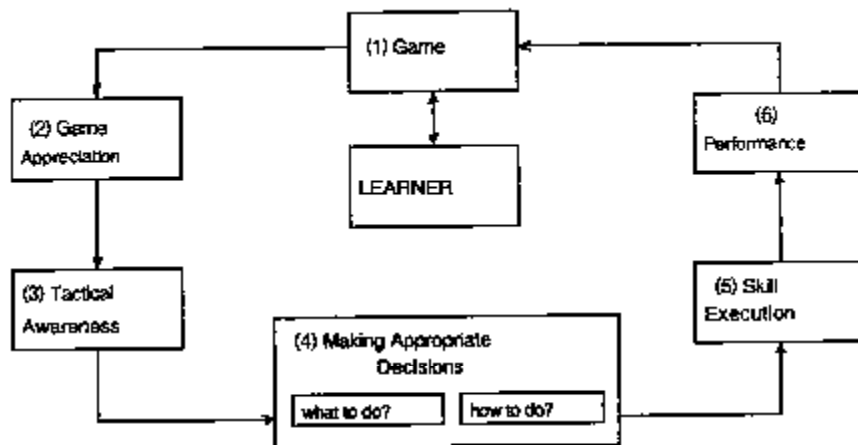 (1) Game
(2) Game
Appreciation
LEARNER
(3) Tactical
Awareness
(4) Making Appropriate
Decisions
what to do?
how to do?
(5) Skill
Execution
(6)
Performance